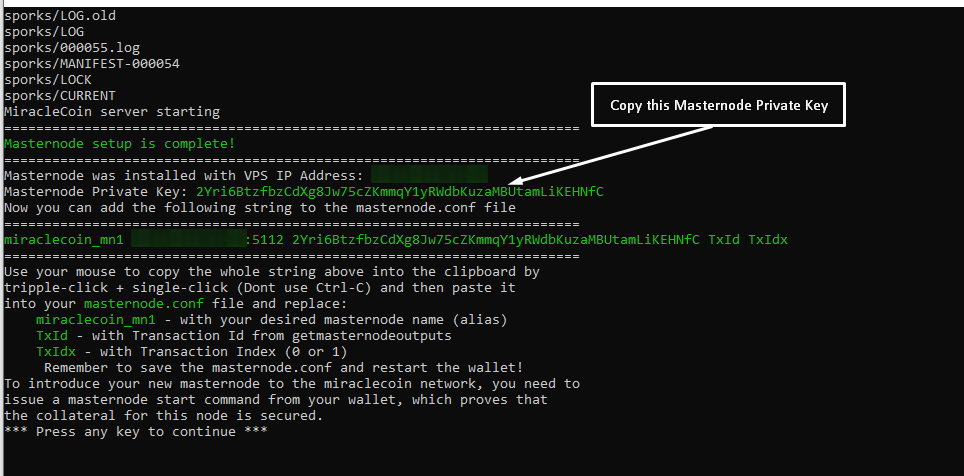 sporks/LOG.old
sporks/LOG
sporks/000055.log
sporks/MANIFEST-000054
sporks/LOCK
sporks/CURRENT
MiracleCoin server starting
Copy this Masternode Private Key
========================================================================
Masternode setup is complete!
========================================================================
Masternode was installed with VPS IP Address:
Masternode Private Key: 2Yri6BtzfbzCdXg8Jw75cZKmmqY1yRWdbKuzaMBUtamLiKEHNfC
Now you can add the following string to the masternode.conf file
========================================================================
miraclecoin_mn1 :5112 2Yri6BtzfbzCdXg8Jw75cZKmmqY1yRWdbKuzaMBUtamLiKEHNfC TxId TxIdx
========================================================================
Use your mouse to copy the whole string above into the clipboard by
tripple-click + single-click (Dont use Ctrl-C) and then paste it
into your masternode.conf file and replace:
miraclecoin_mn1 - with your desired masternode name (alias)
TxId - with Transaction Id from getmasternodeoutputs
TxIdx - with Transaction Index (0 or 1)
Remember to save the masternode.conf and restart the wallet!
To introduce your new masternode to the miraclecoin network, you need to
issue a masternode start command from your wallet, which proves that
the collateral for this node is secured.
*** Press any key to continue ***